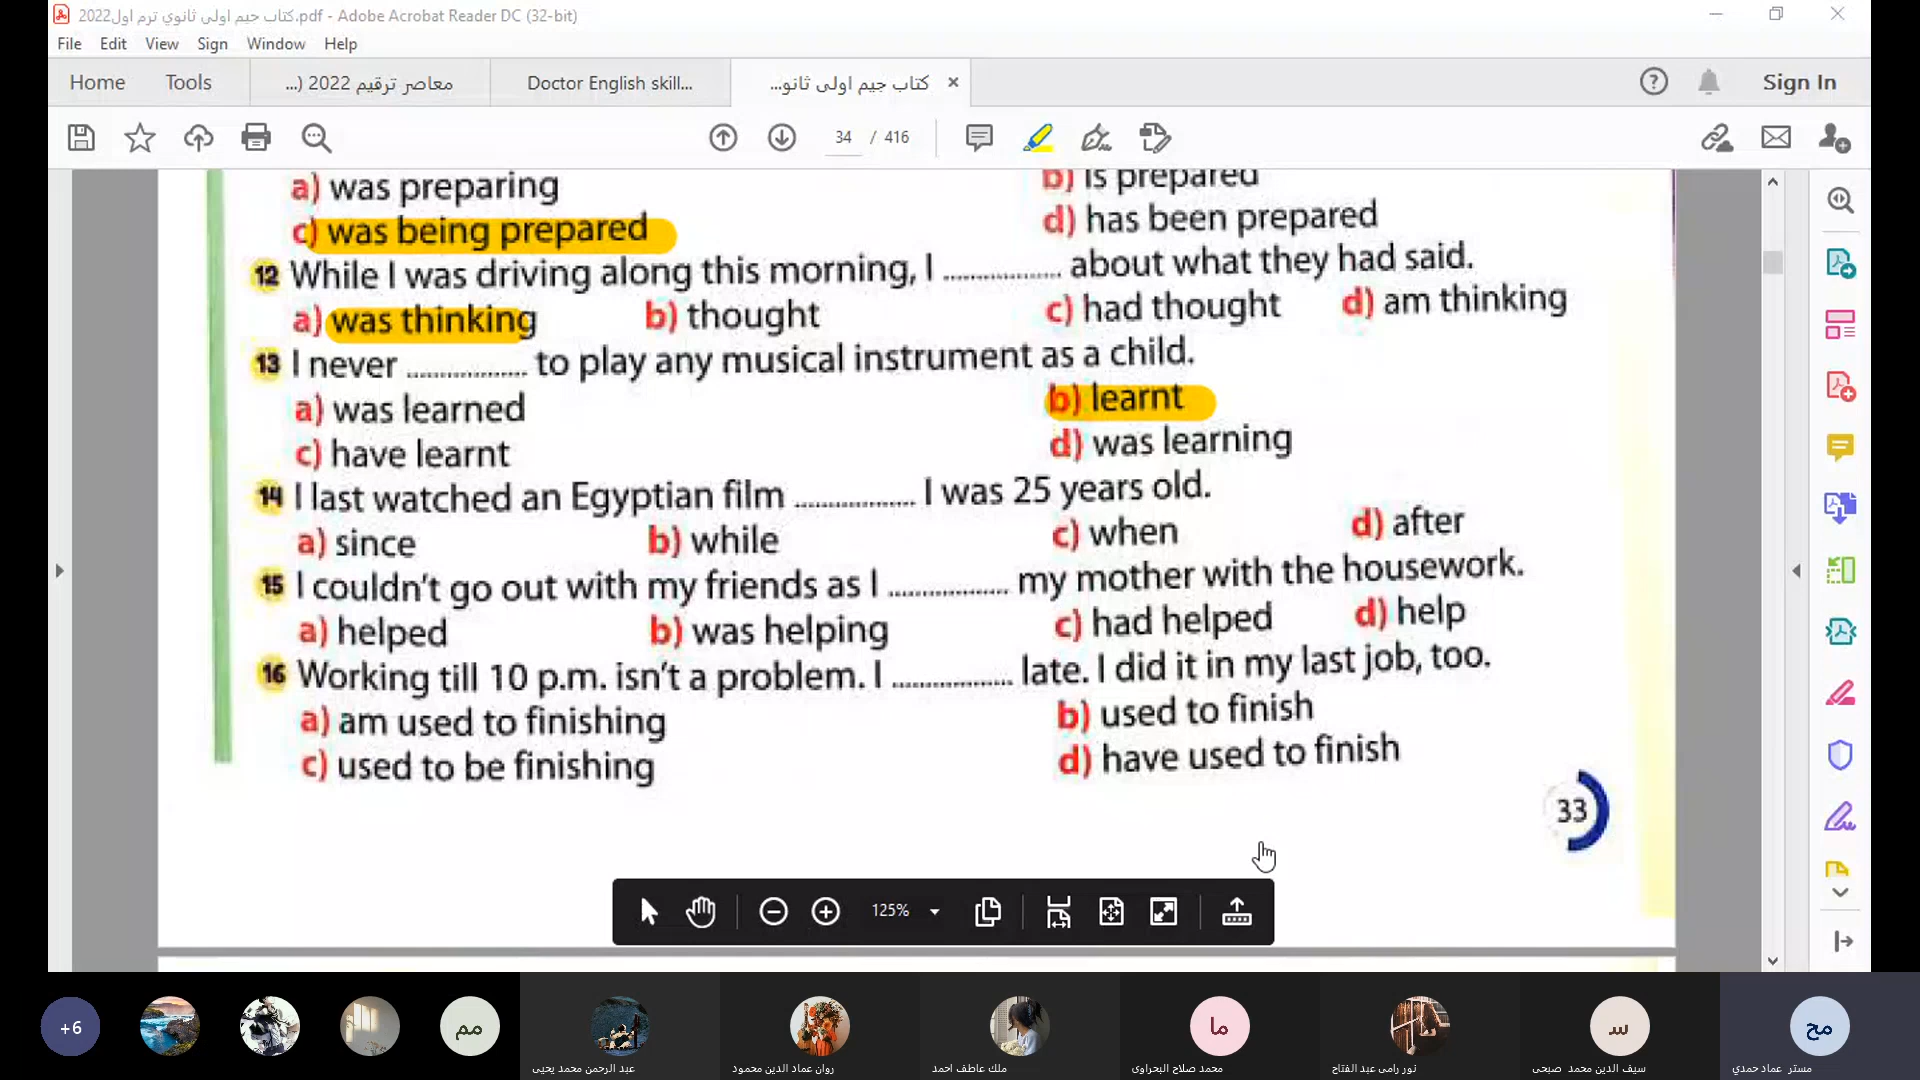 كتاب جيم اولى ثانوي ترم اول2022.pdf - Adobe Acrobat Reader DC (32-bit)
File Edit View Sign Window Help
Home Tools معاصر ترقيم 2022 (... Doctor English skill... كتاب جيم اولى ثانو... × Sign In
34 / 416
a) was preparing b) is prepared
c) was being prepared d) has been prepared
12 While I was driving along this morning, I .................. about what they had said.
a) was thinking b) thought c) had thought d) am thinking
13 I never .................. to play any musical instrument as a child.
a) was learned b) learnt
c) have learnt d) was learning
14 I last watched an Egyptian film .................. I was 25 years old.
a) since b) while c) when d) after
15 I couldn't go out with my friends as I .................. my mother with the housework.
a) helped b) was helping c) had helped d) help
16 Working till 10 p.m. isn't a problem. I .................. late. I did it in my last job, too.
a) am used to finishing b) used to finish
c) used to be finishing d) have used to finish
33
125%
+6 مم ما س مح
عبد الرحمن محمد يحيى روان عماد الدين محمود ملك عاطف احمد محمد صلاح البحراوى نور رامى عبد الفتاح سيف الدين محمد صبحى مستر عماد حمدي